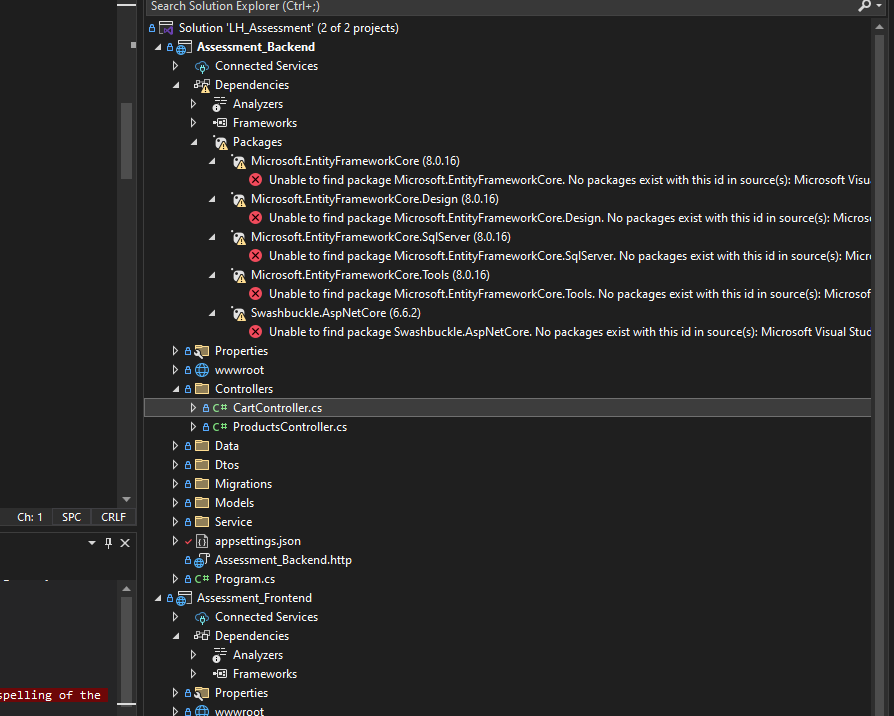 Search Solution Explorer (Ctrl+;)
Solution 'LH_Assessment' (2 of 2 projects)
Assessment_Backend
Connected Services
Dependencies
Analyzers
Frameworks
Packages
Microsoft.EntityFrameworkCore (8.0.16)
Unable to find package Microsoft.EntityFrameworkCore. No packages exist with this id in source(s): Microsoft Visu
Microsoft.EntityFrameworkCore.Design (8.0.16)
Unable to find package Microsoft.EntityFrameworkCore.Design. No packages exist with this id in source(s): Micros
Microsoft.EntityFrameworkCore.SqlServer (8.0.16)
Unable to find package Microsoft.EntityFrameworkCore.SqlServer. No packages exist with this id in source(s): Micr
Microsoft.EntityFrameworkCore.Tools (8.0.16)
Unable to find package Microsoft.EntityFrameworkCore.Tools. No packages exist with this id in source(s): Microsof
Swashbuckle.AspNetCore (6.6.2)
Unable to find package Swashbuckle.AspNetCore. No packages exist with this id in source(s): Microsoft Visual Stud
Properties
wwwroot
Controllers
C# CartController.cs
C# ProductsController.cs
Data
Dtos
Migrations
Models
Ch: 1 SPC CRLF
Service
appsettings.json
Assessment_Backend.http
C# Program.cs
Assessment_Frontend
Connected Services
Dependencies
Analyzers
Frameworks
Properties
spelling of the
wwwroot